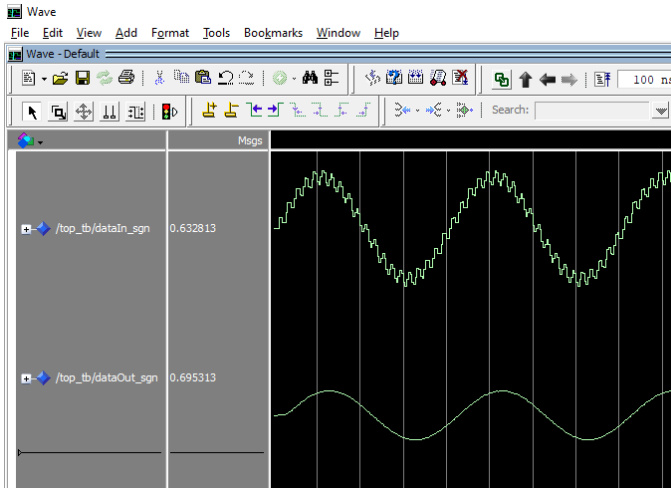 Wave
File Edit View Add Format Tools Bookmarks Window Help
Wave - Default
100 ns
Search:
Msgs
/top_tb/dataIn_sgn 0.632813
/top_tb/dataOut_sgn 0.695313